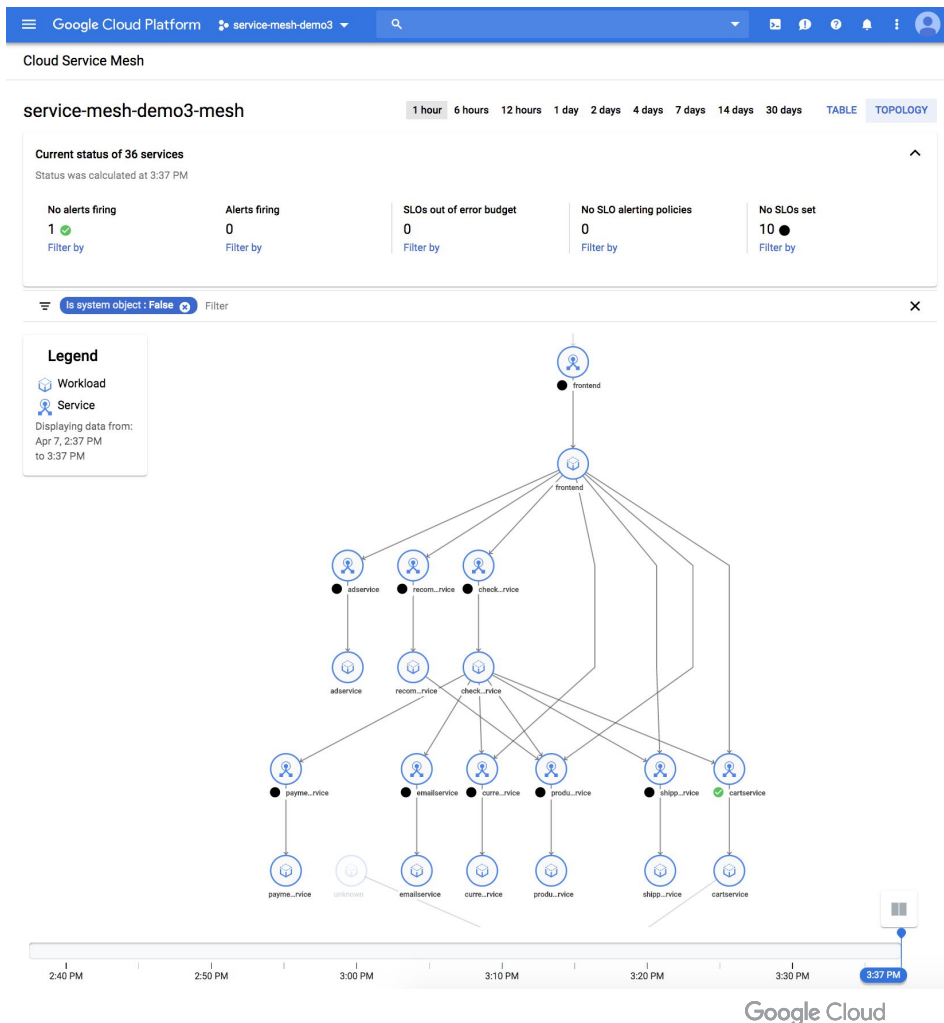 Google Cloud Platform service-mesh-demo3
Cloud Service Mesh
service-mesh-demo3-mesh 1 hour 6 hours 12 hours 1 day 2 days 4 days 7 days 14 days 30 days TABLE TOPOLOGY
Current status of 36 services
Status was calculated at 3:37 PM
No alerts firing Alerts firing SLOs out of error budget No SLO alerting policies No SLOs set
1 0 0 0 10
Filter by Filter by Filter by Filter by Filter by
Is system object : False Filter
Legend
Workload
Service
Displaying data from:
Apr 7, 2:37 PM
to 3:37 PM
frontend
frontend
adservice recom...rvice check...rvice
adservice recom...rvice check...rvice
payme...rvice emailservice curre...rvice produ...rvice shipp...rvice cartservice
payme...rvice unknown emailservice curre...rvice produ...rvice shipp...rvice cartservice
2:40 PM 2:50 PM 3:00 PM 3:10 PM 3:20 PM 3:30 PM 3:37 PM
Google Cloud